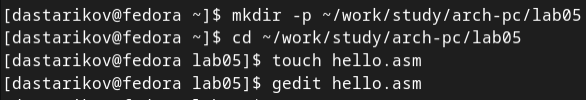 [dastarikov@fedora ~]$ mkdir -p ~/work/study/arch-pc/lab05
[dastarikov@fedora ~]$ cd ~/work/study/arch-pc/lab05
[dastarikov@fedora lab05]$ touch hello.asm
[dastarikov@fedora lab05]$ gedit hello.asm